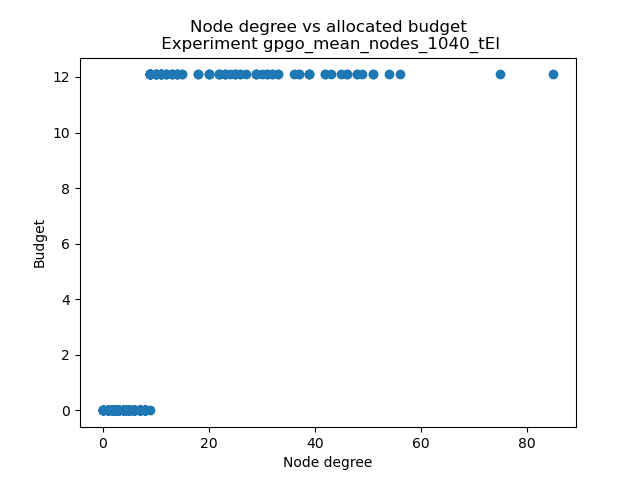 Node degree vs allocated budget
Experiment gpgo_mean_nodes_1040_tEI
12
10
8
6
4
2
0
Budget
0 20 40 60 80
Node degree